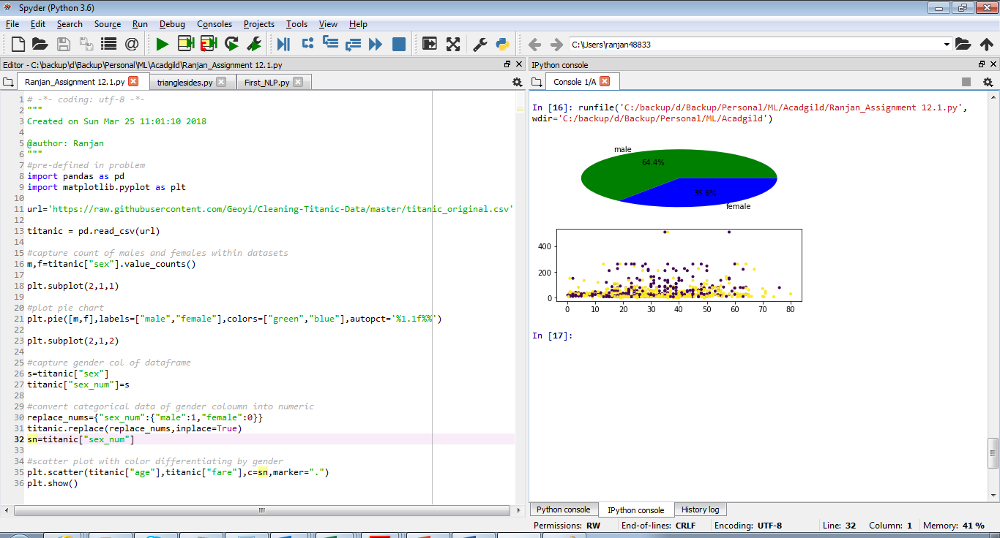 Spyder (Python 3.6)
File Edit Search Source Run Debug Consoles Projects Tools View Help
C:\Users\ranjan48833
Editor - C:\backup\d\Backup\Personal\ML\Acadgild\Ranjan_Assignment 12.1.py
Ranjan_Assignment 12.1.py trianglesides.py First_NLP.py
1 # -*- coding: utf-8 -*-
2 """
3 Created on Sun Mar 25 11:01:10 2018
4
5 @author: Ranjan
6 """
7 #pre-defined in problem
8 import pandas as pd
9 import matplotlib.pyplot as plt
10
11 url='https://raw.githubusercontent.com/Geoyi/Cleaning-Titanic-Data/master/titanic_original.csv'
12
13 titanic = pd.read_csv(url)
14
15 #capture count of males and females within datasets
16 m,f=titanic["sex"].value_counts()
17
18 plt.subplot(2,1,1)
19
20 #plot pie chart
21 plt.pie([m,f],labels=["male","female"],colors=["green","blue"],autopct='%1.1f%%')
22
23 plt.subplot(2,1,2)
24
25 #capture gender col of dataframe
26 s=titanic["sex"]
27 titanic["sex_num"]=s
28
29 #convert categorical data of gender coloumn into numeric
30 replace_nums={"sex_num":{"male":1,"female":0}}
31 titanic.replace(replace_nums,inplace=True)
32 sn=titanic["sex_num"]
33
34 #scatter plot with color differentiating by gender
35 plt.scatter(titanic["age"],titanic["fare"],c=sn,marker=".")
36 plt.show()
IPython console
Console 1/A
In [16]: runfile('C:/backup/d/Backup/Personal/ML/Acadgild/Ranjan_Assignment 12.1.py',
wdir='C:/backup/d/Backup/Personal/ML/Acadgild')
male
64.4%
35.6%
female
400
200
0
0 10 20 30 40 50 60 70 80
In [17]:
Python console IPython console History log
Permissions: RW End-of-lines: CRLF Encoding: UTF-8 Line: 32 Column: 1 Memory: 41 %